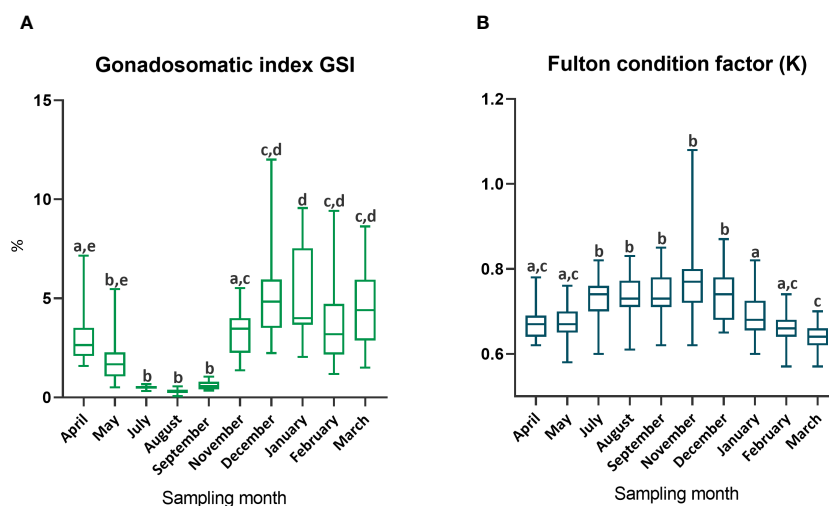 A
Gonadosomatic index GSI
15
10
5
0
%
a,e
b,e
b
b
b
a,c
c,d
d
c,d
c,d
April
May
July
August
September
November
December
January
February
March
Sampling month
B
Fulton condition factor (K)
1.2
1.0
0.8
0.6
a,c
a,c
b
b
b
b
b
a
a,c
c
April
May
July
August
September
November
December
January
February
March
Sampling month